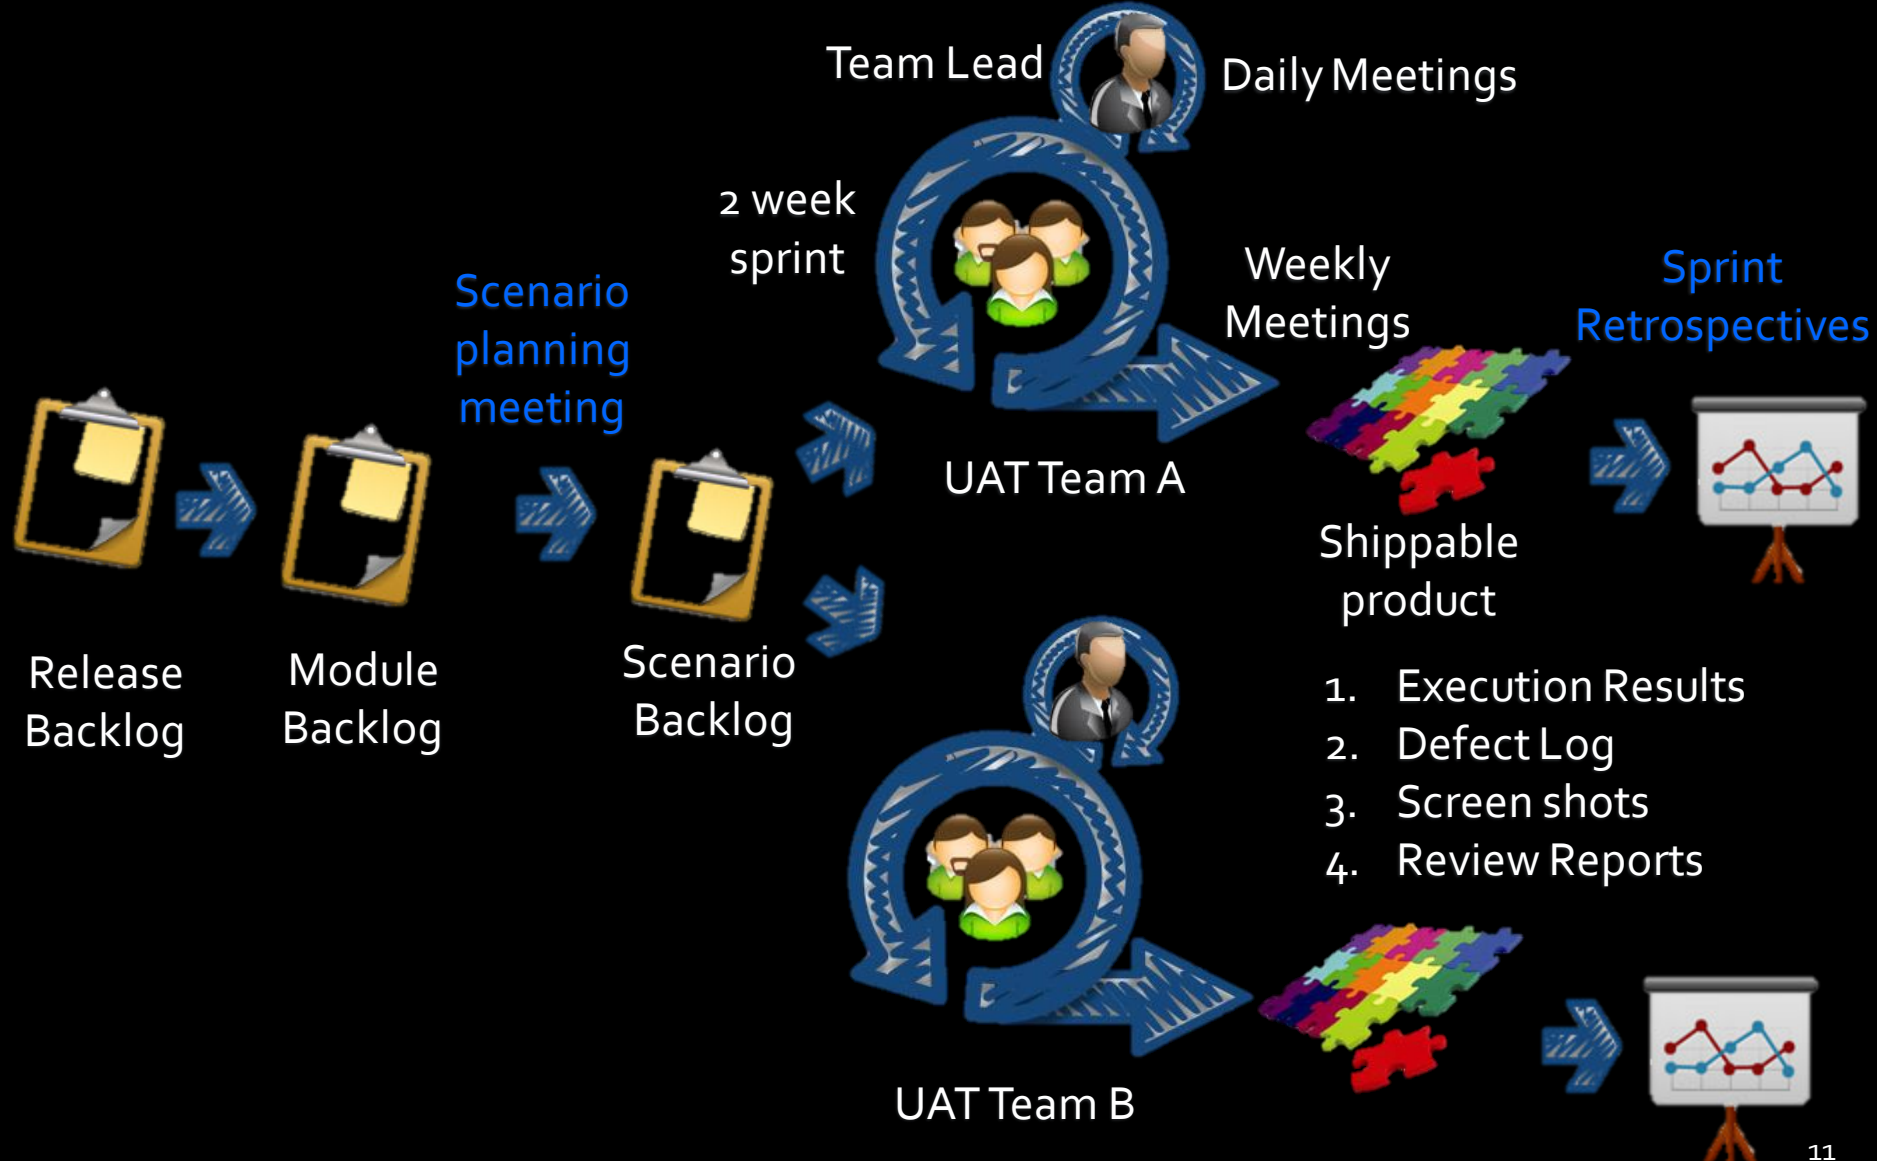 Team Lead
Daily Meetings
2 week
sprint
Weekly
Meetings
Sprint
Retrospectives
Scenario
planning
meeting
UAT Team A
Shippable
product
Release
Backlog
Module
Backlog
Scenario
Backlog
1. Execution Results
2. Defect Log
3. Screen shots
4. Review Reports
UAT Team B
11